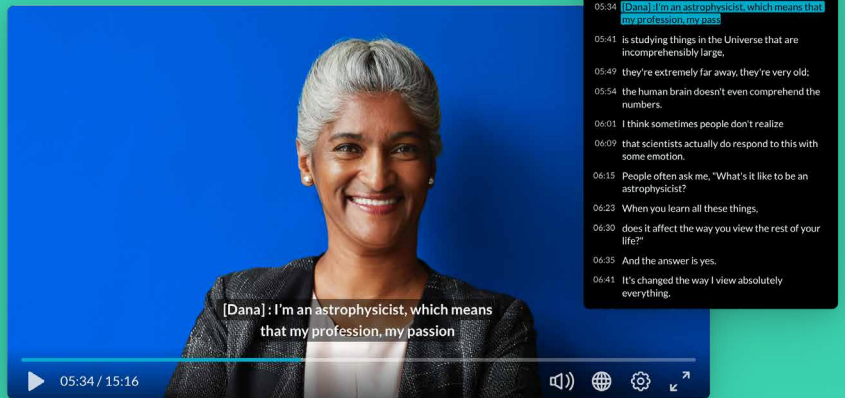 [Dana] : I'm an astrophysicist, which means
that my profession, my passion
05:34 / 15:16
05:34 [Dana] :I'm an astrophysicist, which means that
my profession, my pass
05:41 is studying things in the Universe that are
incomprehensibly large,
05:49 they're extremely far away, they're very old;
05:54 the human brain doesn't even comprehend the
numbers.
06:01 I think sometimes people don't realize
06:09 that scientists actually do respond to this with
some emotion.
06:15 People often ask me, "What's it like to be an
astrophysicist?
06:23 When you learn all these things,
06:30 does it affect the way you view the rest of your
life?"
06:35 And the answer is yes.
06:41 It's changed the way I view absolutely
everything.